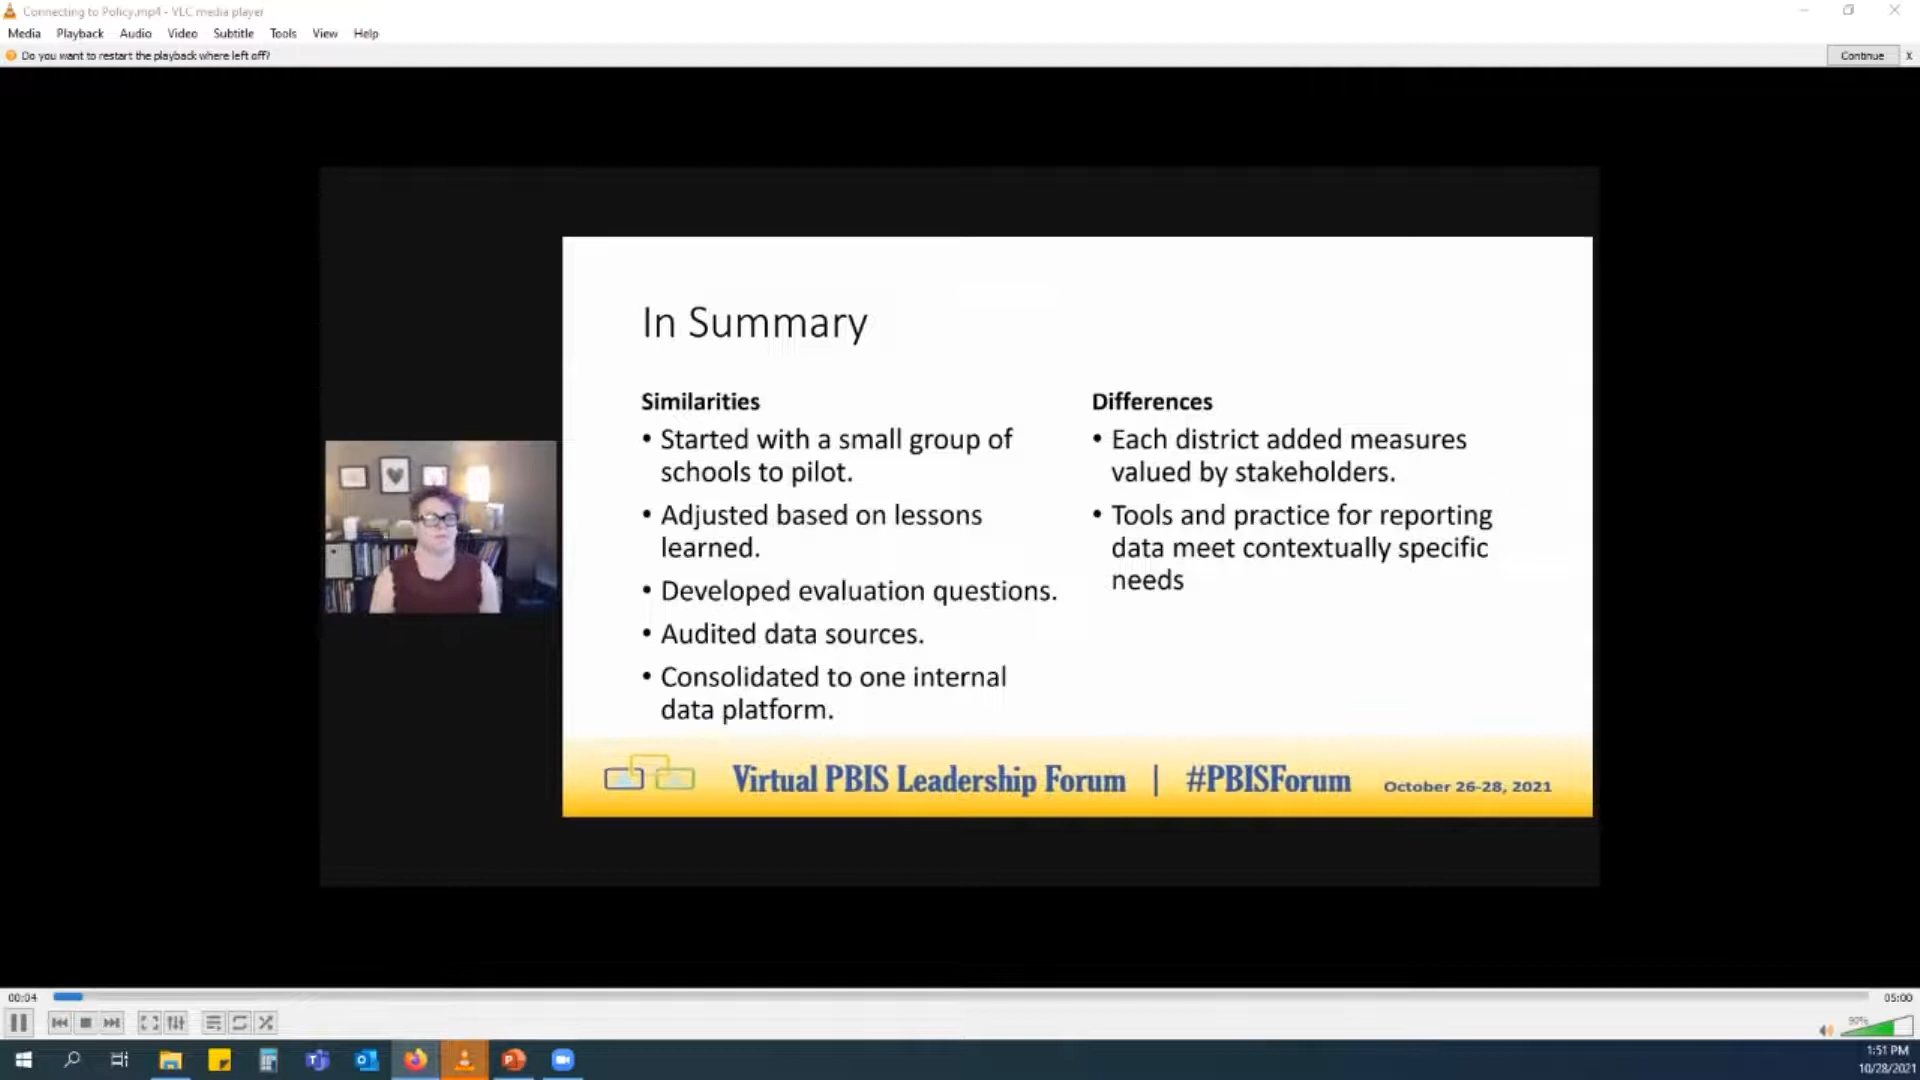 Connecting to Policy.mp4 - VLC media player
Media Playback Audio Video Subtitle Tools View Help
Do you want to restart the playback where left off?
Continue X
In Summary
Similarities
• Started with a small group of
schools to pilot.
• Adjusted based on lessons
learned.
• Developed evaluation questions.
• Audited data sources.
• Consolidated to one internal
data platform.
Differences
• Each district added measures
valued by stakeholders.
• Tools and practice for reporting
data meet contextually specific
needs
Virtual PBIS Leadership Forum | #PBISForum October 26-28, 2021
00:04 05:00
90%
1:51 PM
10/28/2021